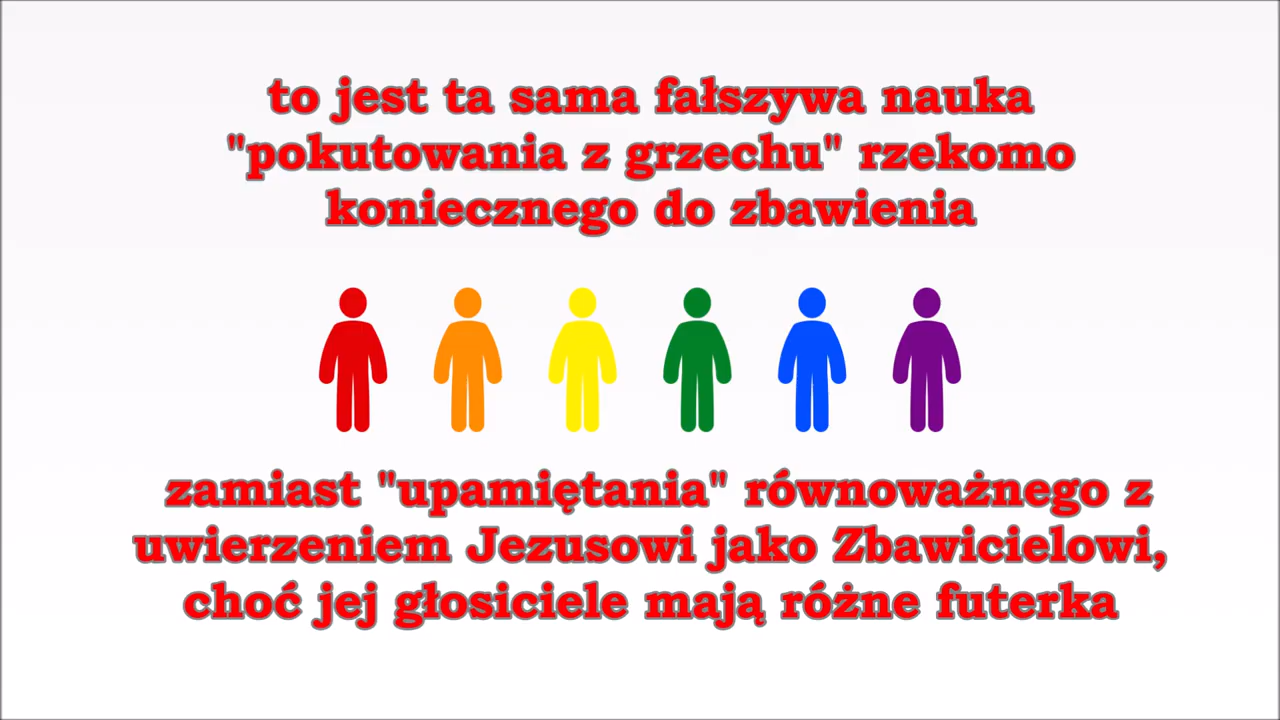 to jest ta sama fałszywa nauka
"pokutowania z grzechu" rzekomo
koniecznego do zbawienia
zamiast "upamiętania" równoważnego z
uwierzeniem Jezusowi jako Zbawicielowi,
choć jej głosiciele mają różne futerka